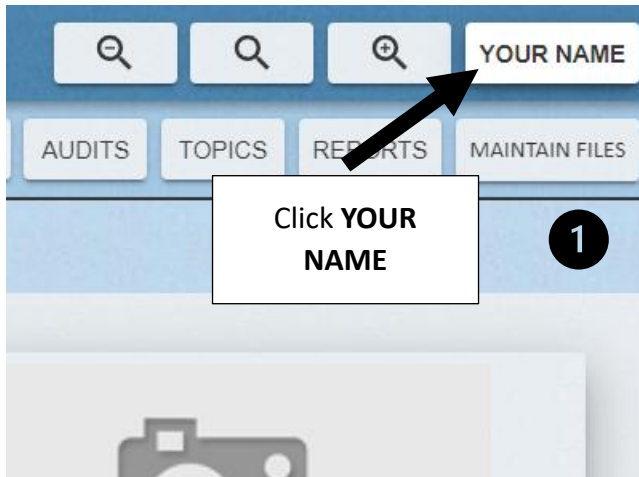 YOUR NAME
AUDITS TOPICS REPORTS MAINTAIN FILES
Click YOUR
NAME
1